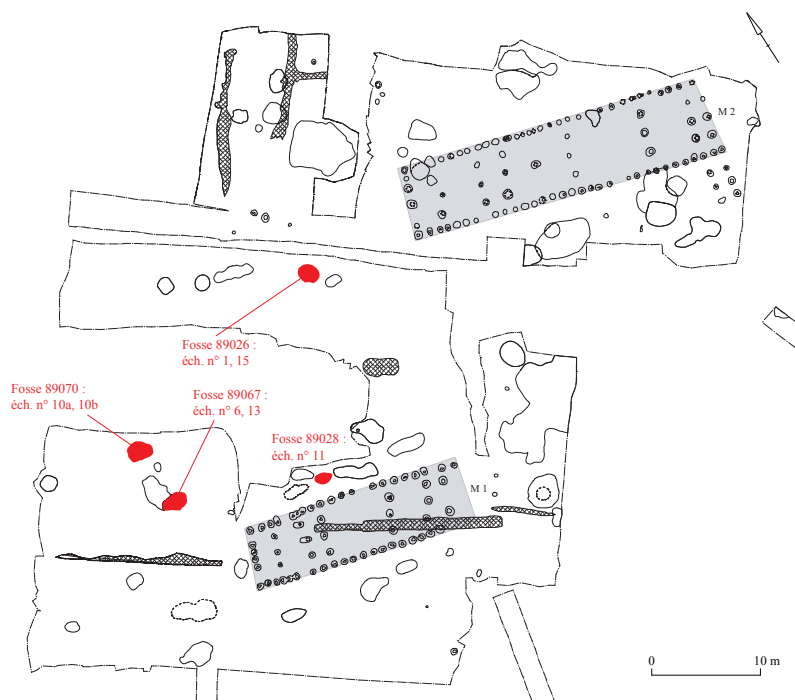 M 2
Fosse 89026 :
éch. n° 1, 15
Fosse 89070 :
éch. n° 10a, 10b
Fosse 89067 :
éch. n° 6, 13
Fosse 89028 :
éch. n° 11
M 1
0
10 m